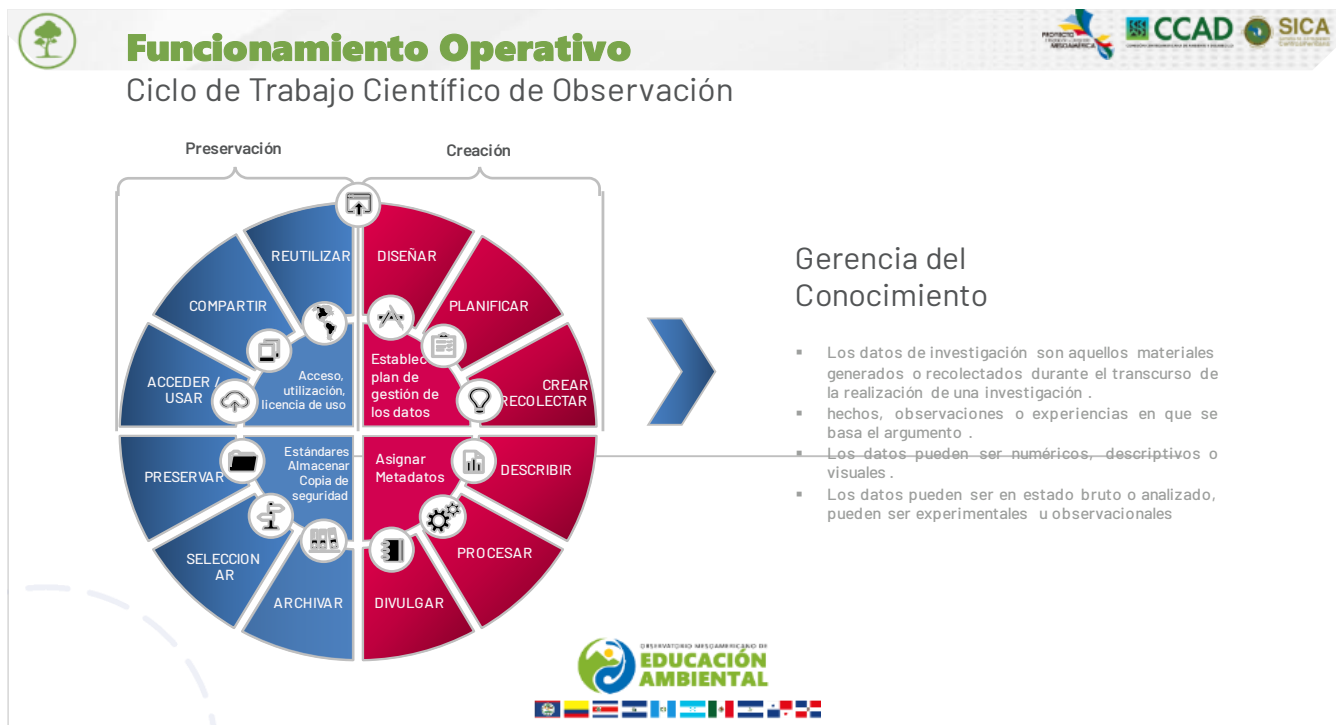 Funcionamiento Operativo
Ciclo de Trabajo Científico de Observación
PROYECTO
MESOAMÉRICA
CCAD
SICA
Preservación
Creación
REUTILIZAR
DISEÑAR
COMPARTIR
PLANIFICAR
ACCEDER /
USAR
Acceso,
utilización,
licencia de uso
Establec
plan de
gestión de
los datos
CREAR
RECOLECTAR
PRESERVAR
Estándares
Almacenar
Copia de
seguridad
Asignar
Metadatos
DESCRIBIR
SELECCION
AR
PROCESAR
ARCHIVAR
DIVULGAR
Gerencia del
Conocimiento
▪ Los datos de investigación son aquellos materiales
generados o recolectados durante el transcurso de
la realización de una investigación .
▪ hechos, observaciones o experiencias en que se
basa el argumento .
▪ Los datos pueden ser numéricos, descriptivos o
visuales .
▪ Los datos pueden ser en estado bruto o analizado,
pueden ser experimentales u observacionales
OBSERVATORIO MESOAMERICANO DE
EDUCACIÓN
AMBIENTAL